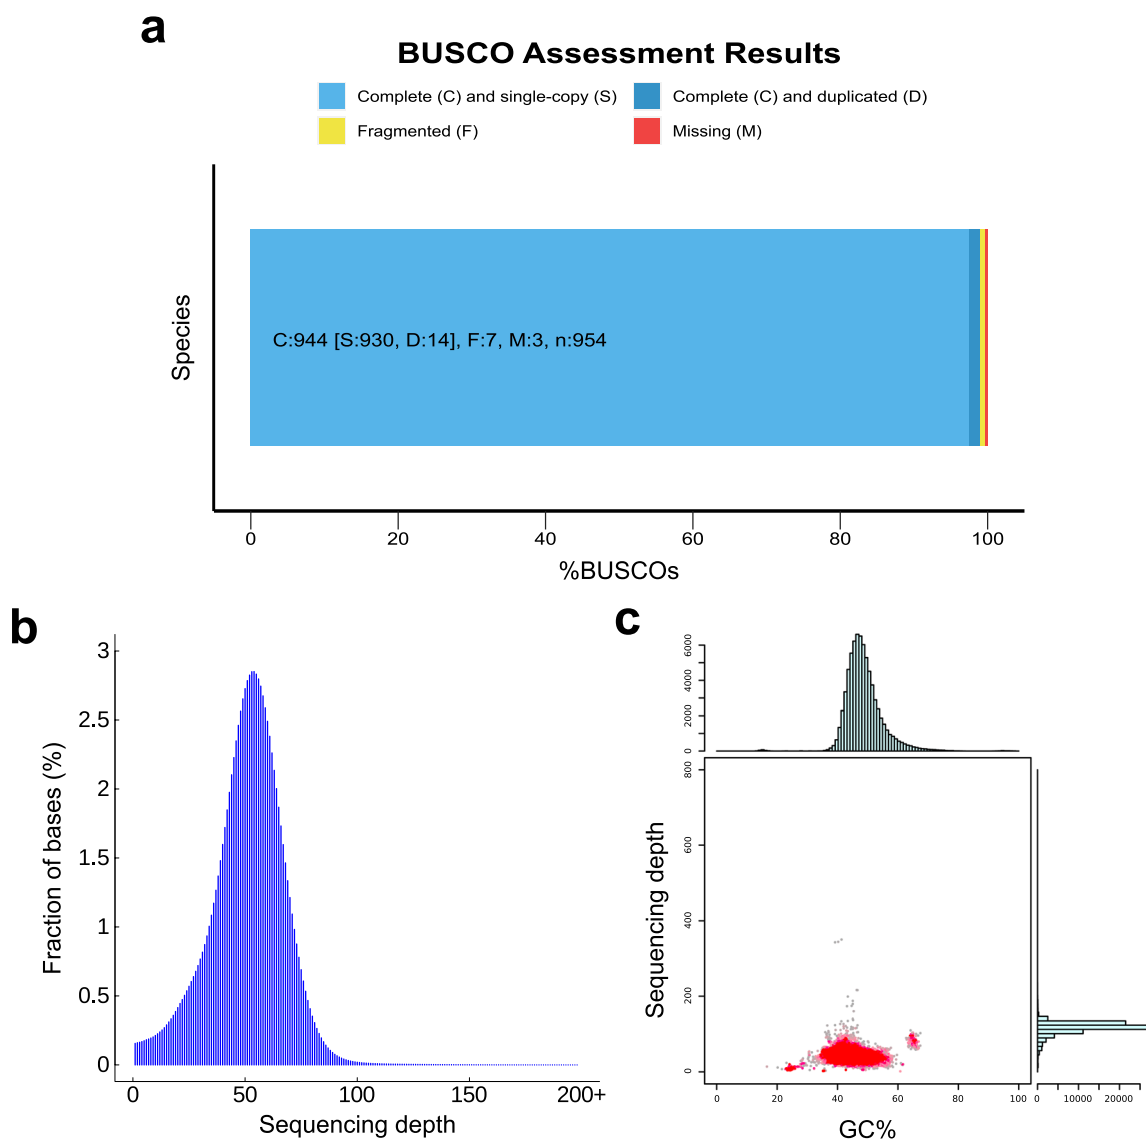 a
BUSCO Assessment Results
Complete (C) and single-copy (S)
Complete (C) and duplicated (D)
Fragmented (F)
Missing (M)
Species
C:944 [S:930, D:14], F:7, M:3, n:954
0 20 40 60 80 100
%BUSCOs
b
Fraction of bases (%)
3
2.5
2
1.5
1
0.5
0
0 50 100 150 200+
Sequencing depth
c
6000
4000
2000
0
Sequencing depth
800
600
400
200
0
0 20 40 60 80 100
GC%
0 10000 20000